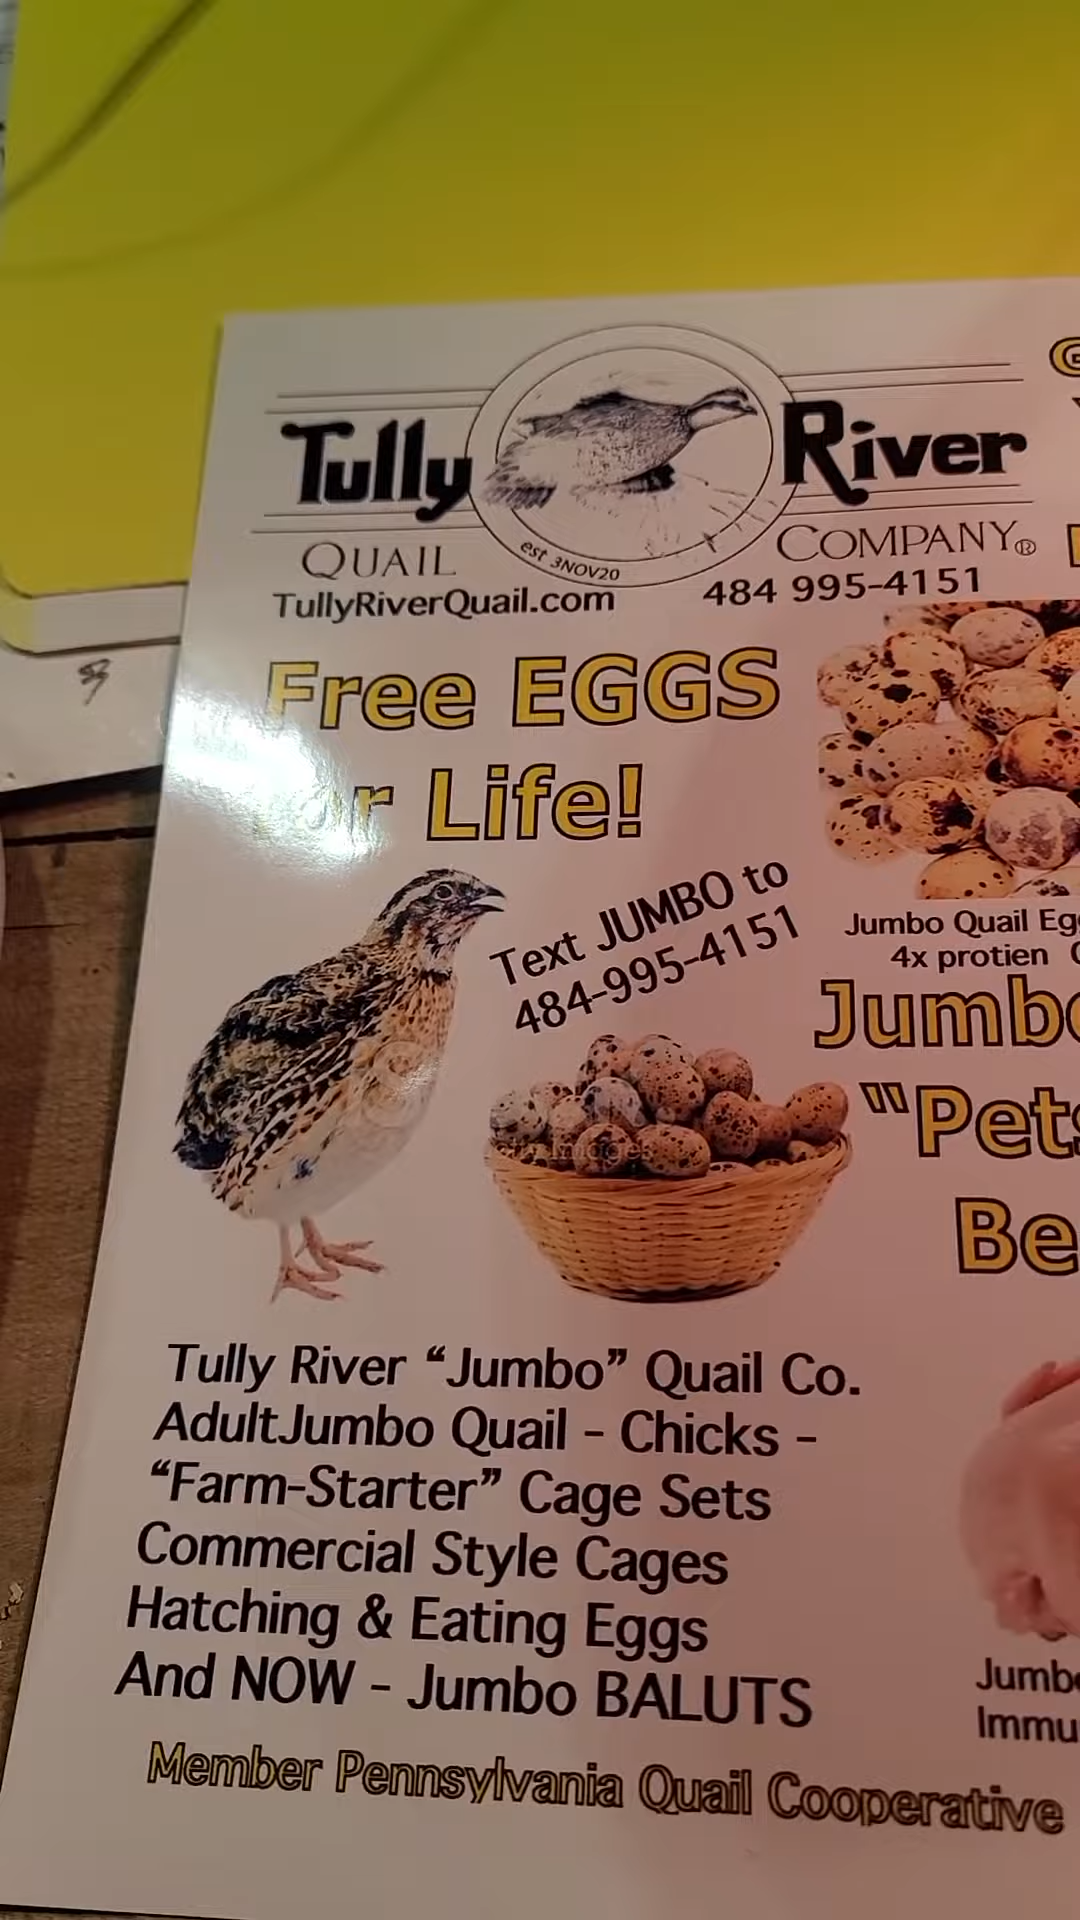 Tully River
QUAIL COMPANY®
est 3NOV20
TullyRiverQuail.com 484 995-4151
Free EGGS
Life!
Text JUMBO to
484-995-4151
Jumbo Quail
4x protien
"Pets
Be
Tully River “Jumbo” Quail Co.
AdultJumbo Quail - Chicks -
“Farm-Starter” Cage Sets
Commercial Style Cages
Hatching & Eating Eggs
And NOW - Jumbo BALUTS
Member Pennsylvania Quail Cooperative